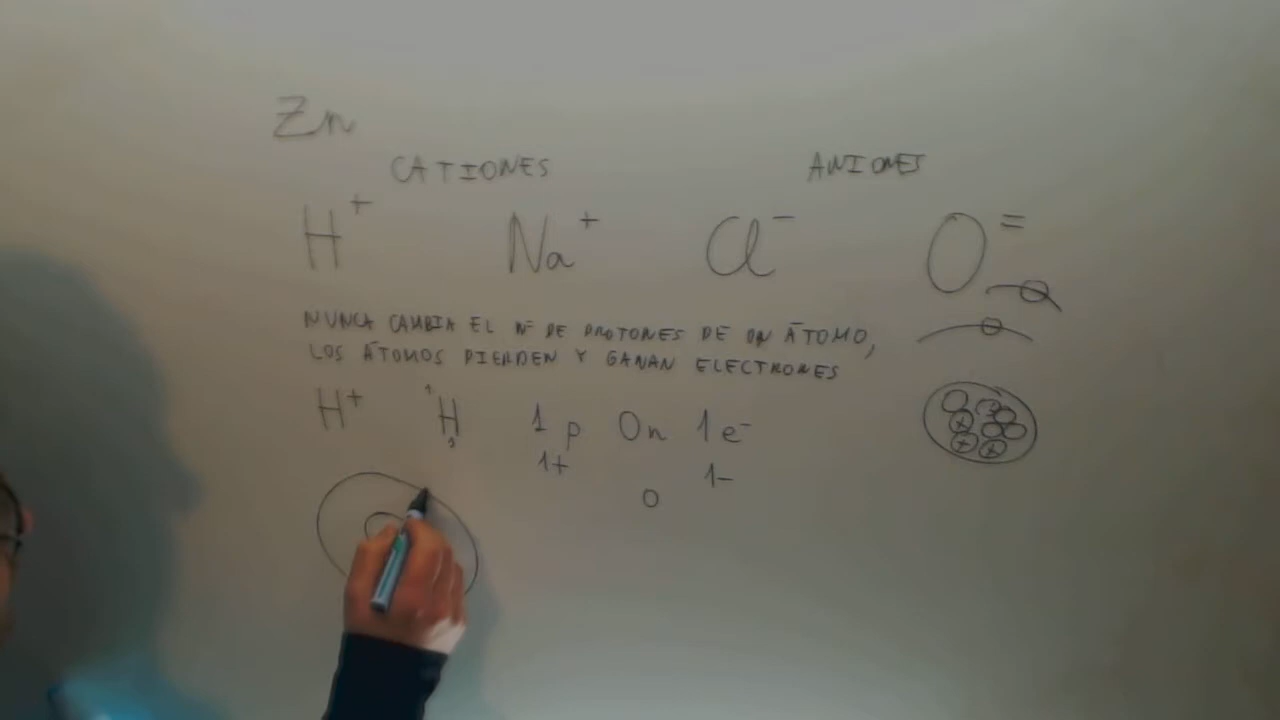 Zn
CATIONES ANIONES
H⁺ Na⁺ Cl⁻ O⁼
NUNCA CAMBIA EL Nº DE PROTONES DE UN ÁTOMO,
LOS ÁTOMOS PIERDEN Y GANAN ELECTRONES
H⁺ H 1 p 0n 1 e⁻
1+ 1-
0